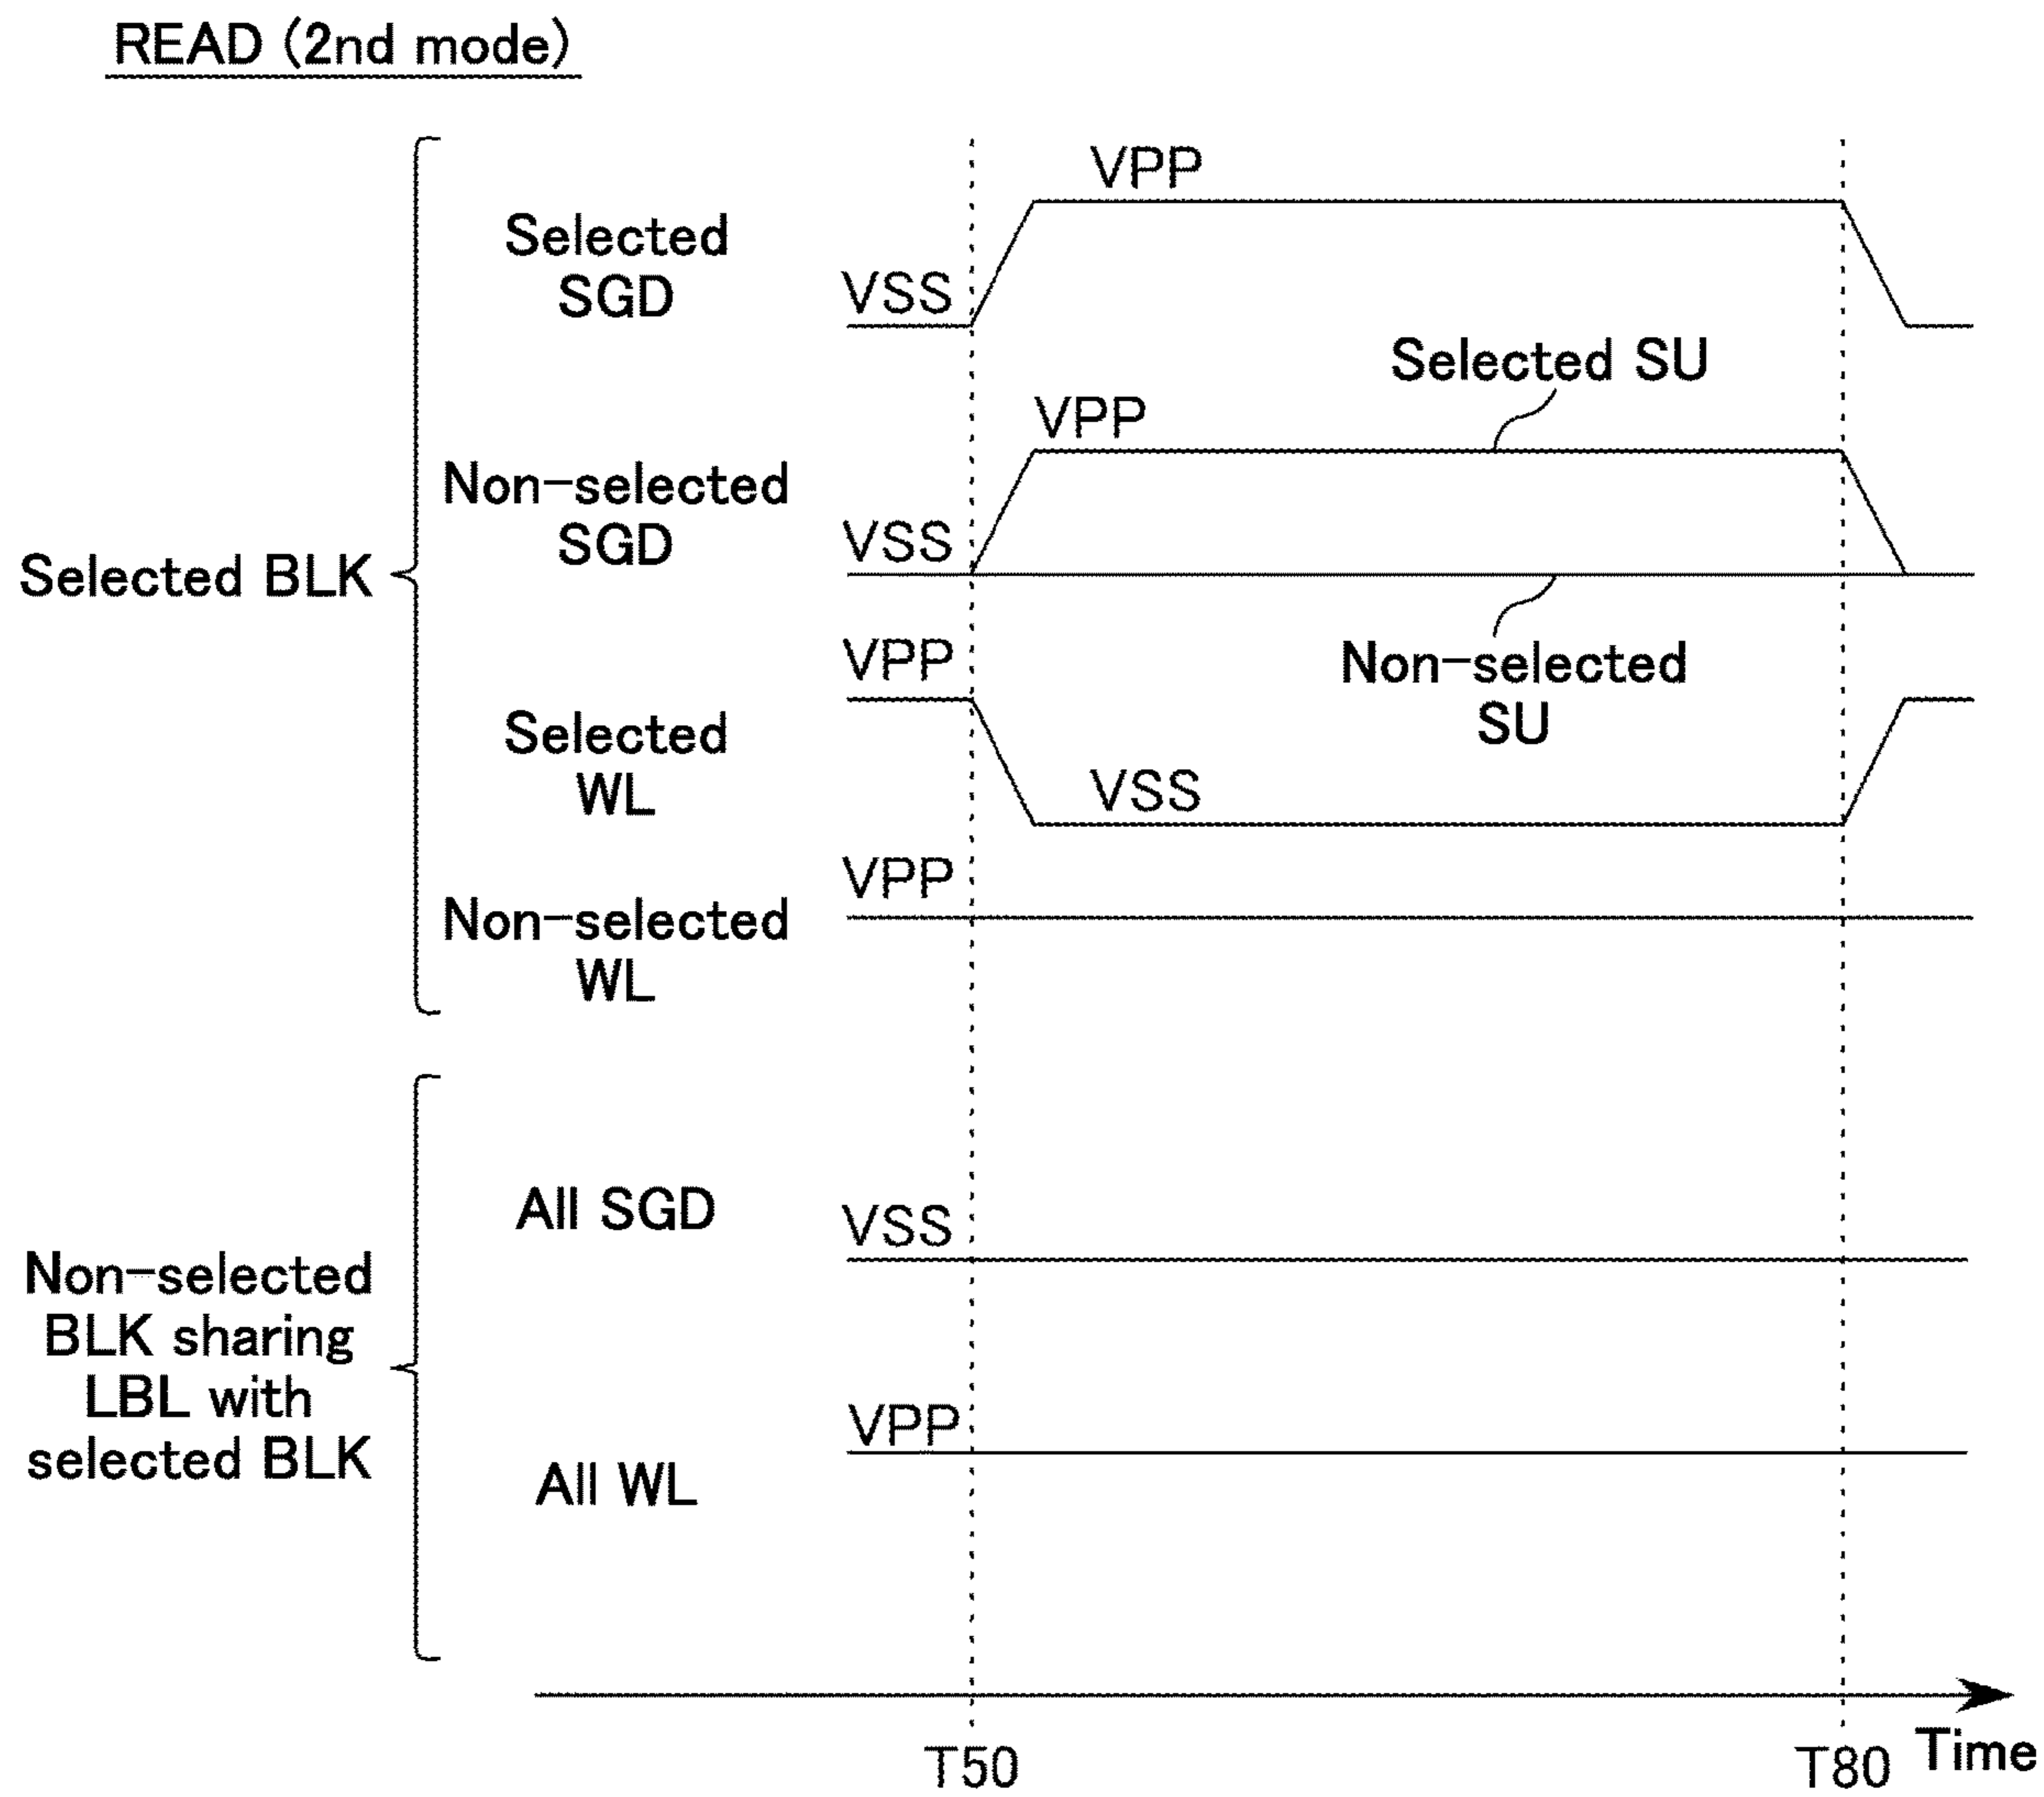 READ (2nd mode)
VPP
Selected
SGD
VSS
Selected SU
VPP
Non-selected
SGD
VSS
Selected BLK
VPP
Non-selected
SU
Selected
WL
VSS
VPP
Non-selected
WL
All SGD
VSS
Non-selected
BLK sharing
LBL with
selected BLK
VPP
All WL
T50
T80
Time